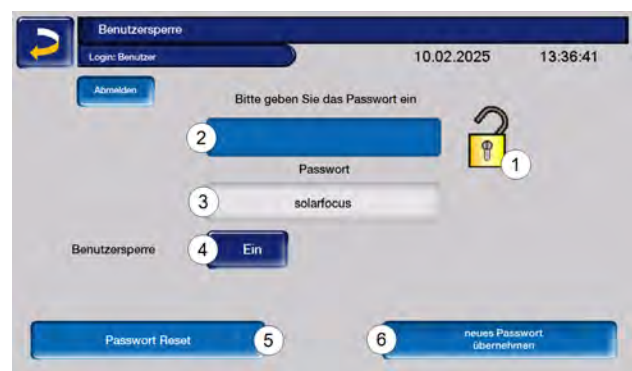 Benutzersperre
Login: Benutzer
10.02.2025 13:36:41
Abmelden
Bitte geben Sie das Passwort ein
2
1
Passwort
3 solarfocus
Benutzersperre 4 Ein
Passwort Reset 5
6 neues Passwort
übernehmen